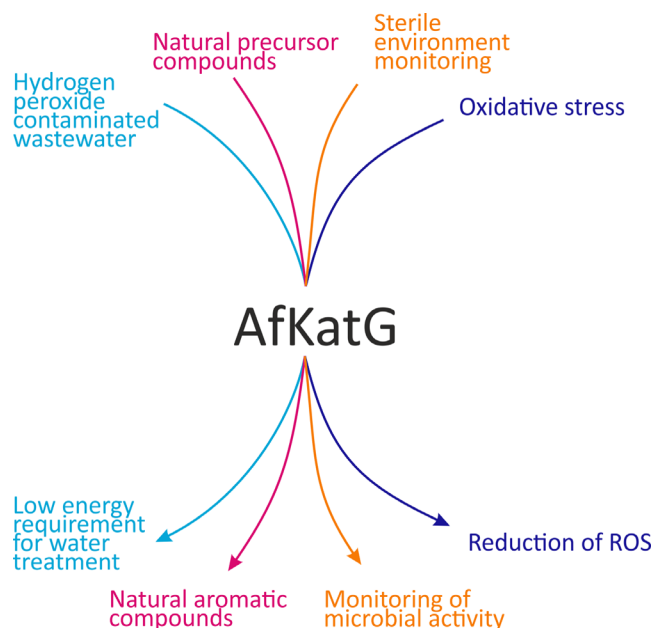 Hydrogen
peroxide
contaminated
wastewater
Natural precursor
compounds
Sterile
environment
monitoring
Oxidative stress
AfKatG
Low energy
requirement
for water
treatment
Natural aromatic
compounds
Monitoring of
microbial activity
Reduction of ROS